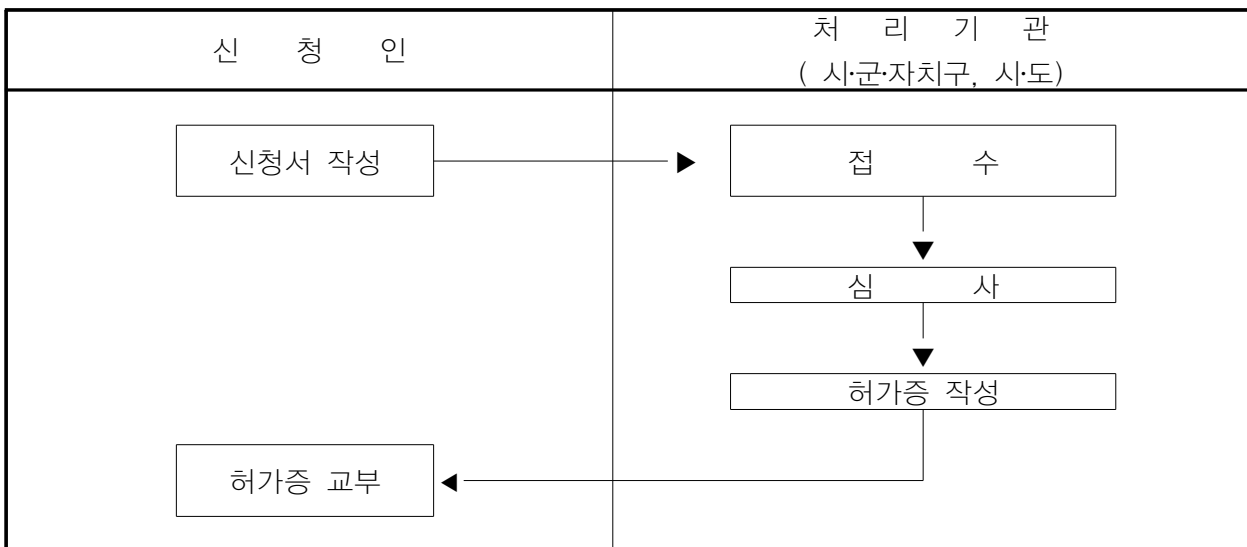 신 청 인
처 리 기 관
( 시·군·자치구, 시·도)
신청서 작성
접 수
심 사
허가증 작성
허가증 교부